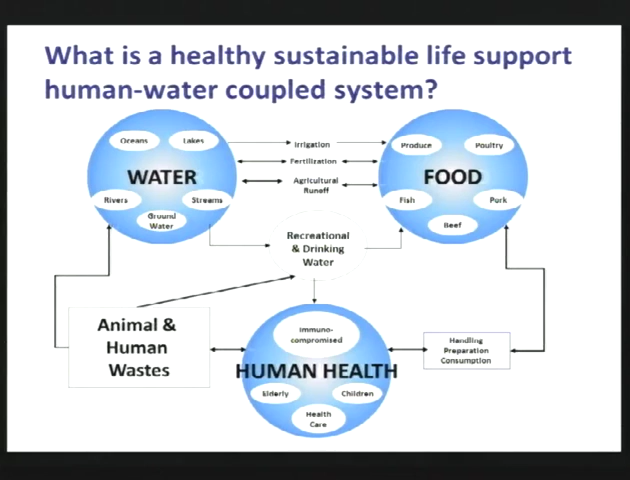 What is a healthy sustainable life support
human-water coupled system?
Oceans
Lakes
WATER
Rivers
Streams
Ground
Water
Irrigation
Fertilization
Agricultural
Runoff
Produce
Poultry
FOOD
Fish
Pork
Beef
Recreational
& Drinking
Water
Animal &
Human
Wastes
Immuno-
compromised
HUMAN HEALTH
Elderly
Children
Health
Care
Handling
Preparation
Consumption